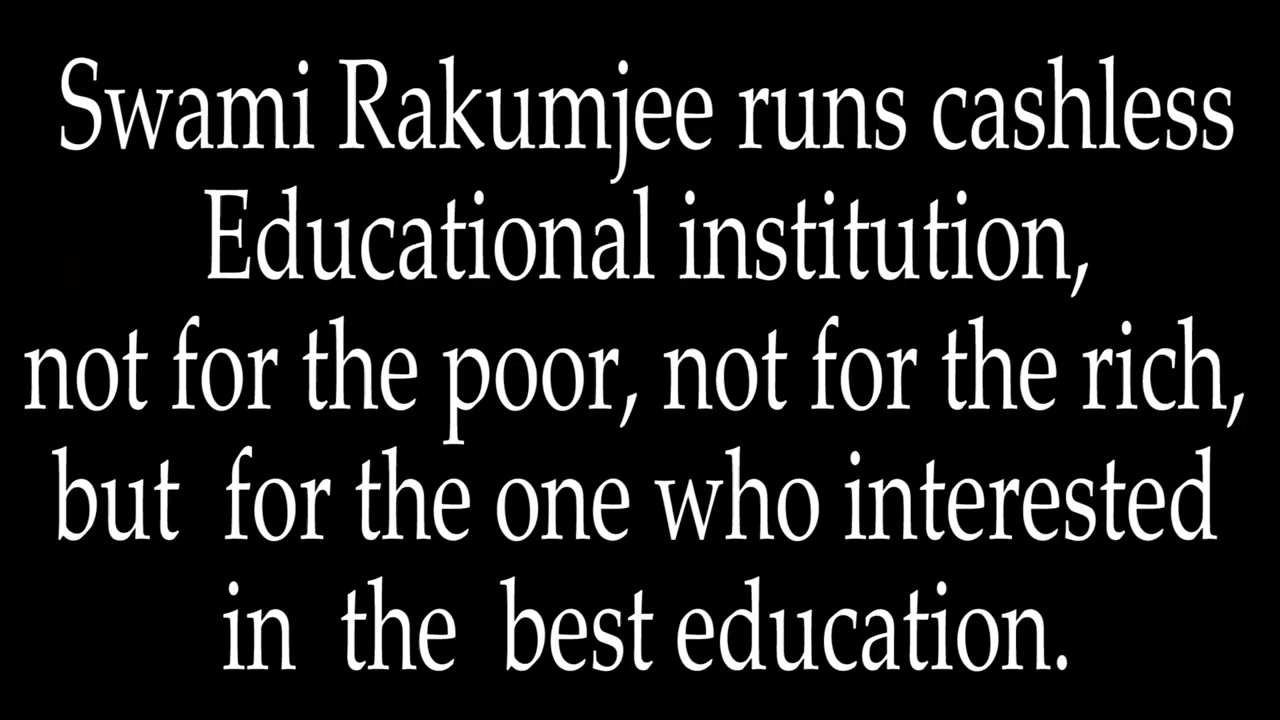 Swami Rakumjee runs cashless
Educational institution,
not for the poor, not for the rich,
but for the one who interested
in the best education.